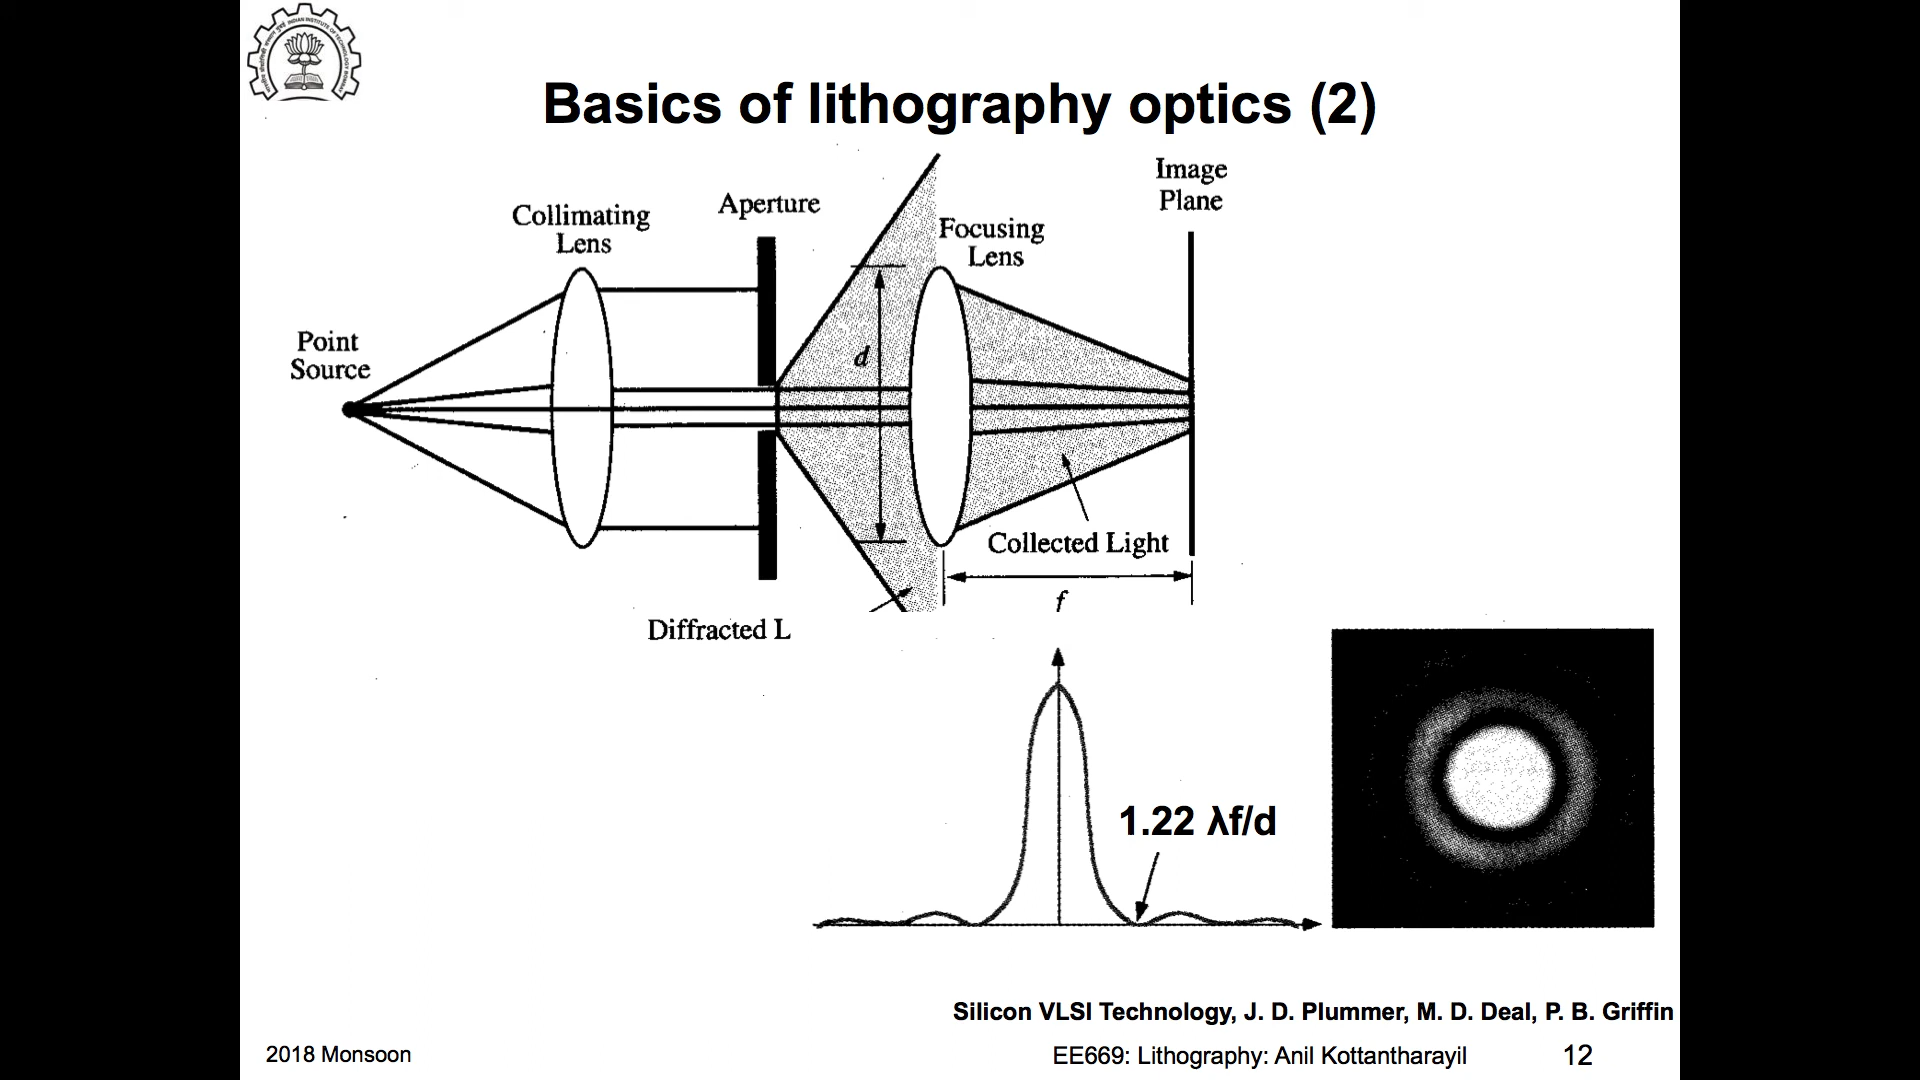 Basics of lithography optics (2)
Image
Plane
Aperture
Collimating
Lens
Focusing
Lens
Point
Source
d
Collected Light
f
Diffracted L
1.22 λf/d
Silicon VLSI Technology, J. D. Plummer, M. D. Deal, P. B. Griffin
2018 Monsoon
EE669: Lithography: Anil Kottantharayil
12